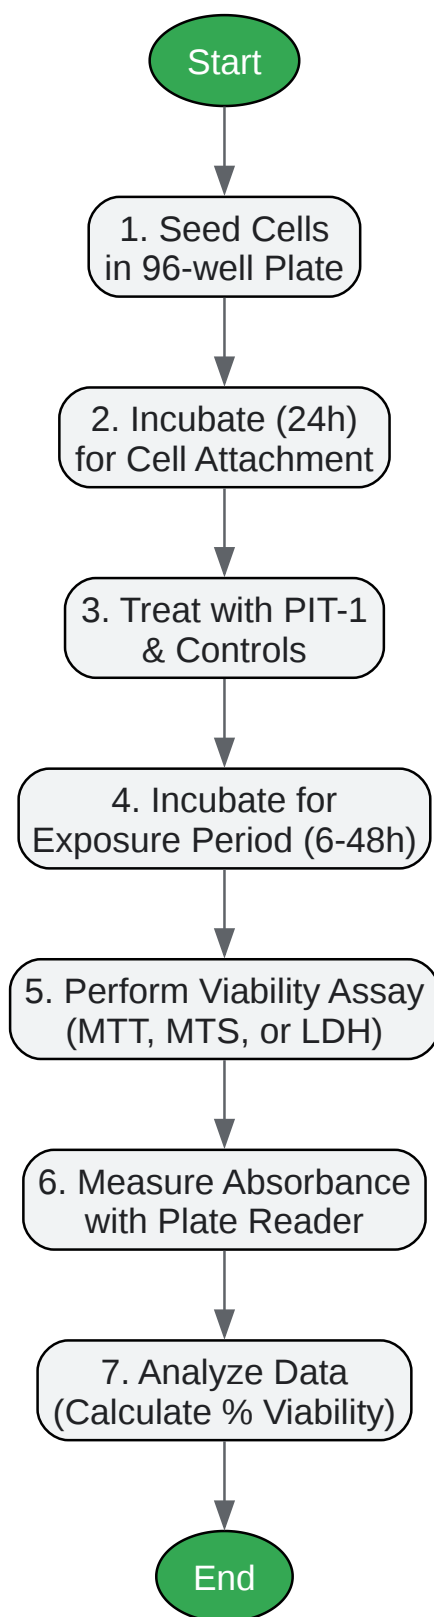 Start
1. Seed Cells
in 96-well Plate
2. Incubate (24h)
for Cell Attachment
3. Treat with PIT-1
& Controls
4. Incubate for
Exposure Period (6-48h)
5. Perform Viability Assay
(MTT, MTS, or LDH)
6. Measure Absorbance
with Plate Reader
7. Analyze Data
(Calculate % Viability)
End